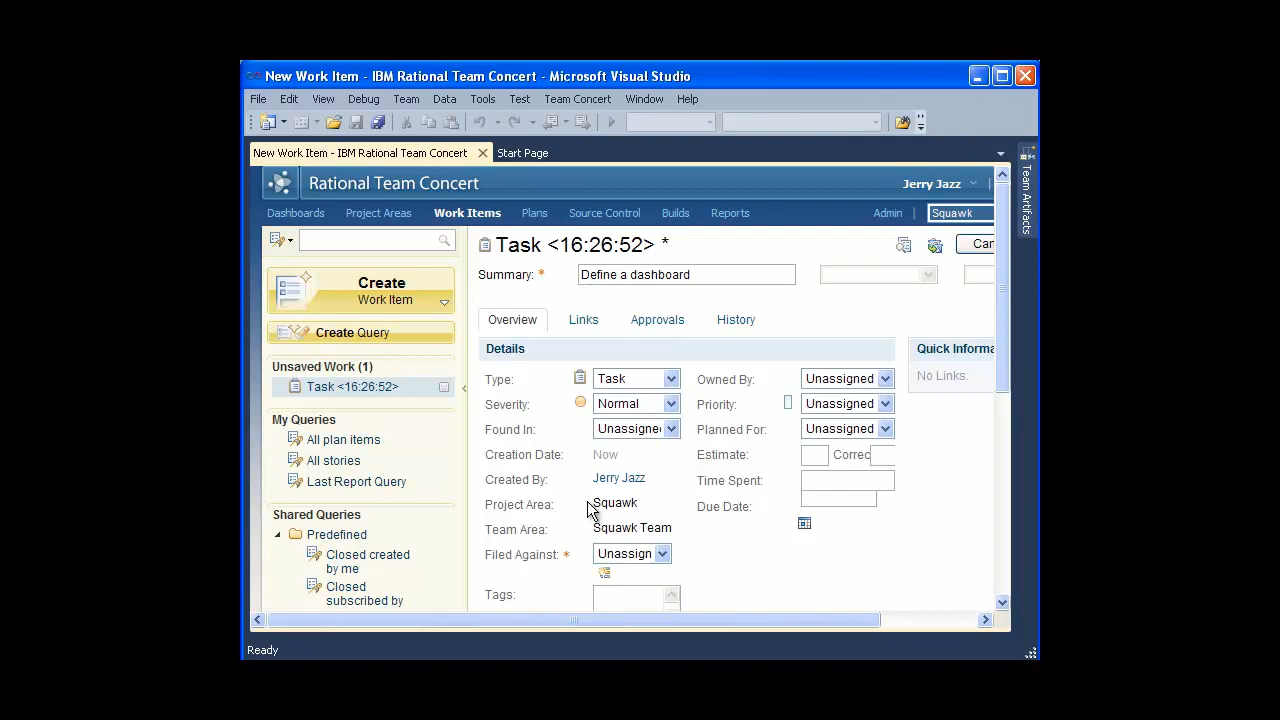 New Work Item - IBM Rational Team Concert - Microsoft Visual Studio
File Edit View Debug Team Data Tools Test Team Concert Window Help
New Work Item - IBM Rational Team Concert Start Page
Team Artifacts
Rational Team Concert Jerry Jazz
Dashboards Project Areas Work Items Plans Source Control Builds Reports Admin Squawk
Task <16:26:52> * Can
Summary: * Define a dashboard
Create
Work Item
Create Query
Unsaved Work (1)
Task <16:26:52>
My Queries
All plan items
All stories
Last Report Query
Shared Queries
Predefined
Closed created
by me
Closed
subscribed by
Overview Links Approvals History
Details
Quick Informa
No Links.
Type: Task Owned By: Unassigned
Severity: Normal Priority: Unassigned
Found In: Unassigne Planned For: Unassigned
Creation Date: Now Estimate: Correc
Created By: Jerry Jazz Time Spent:
Project Area: Squawk Due Date:
Team Area: Squawk Team
Filed Against: * Unassign
Tags:
Ready